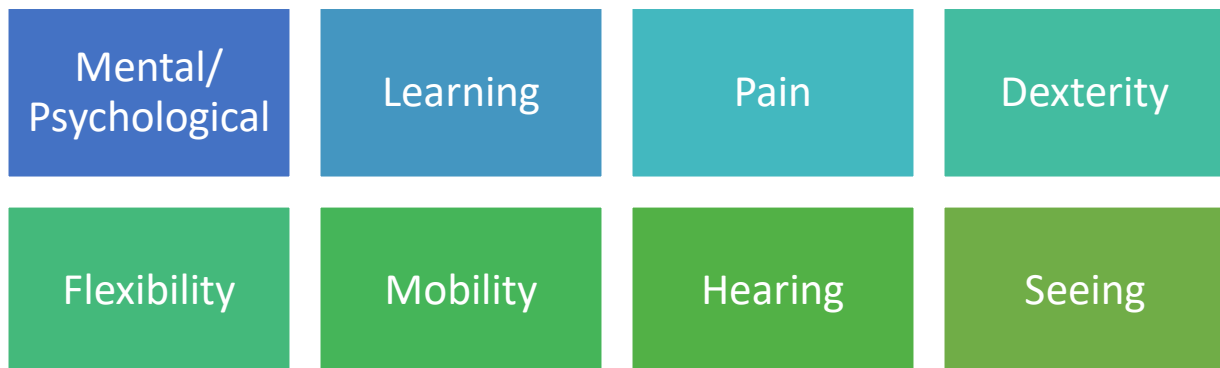 Mental/
Psychological
Learning
Pain
Dexterity
Flexibility
Mobility
Hearing
Seeing